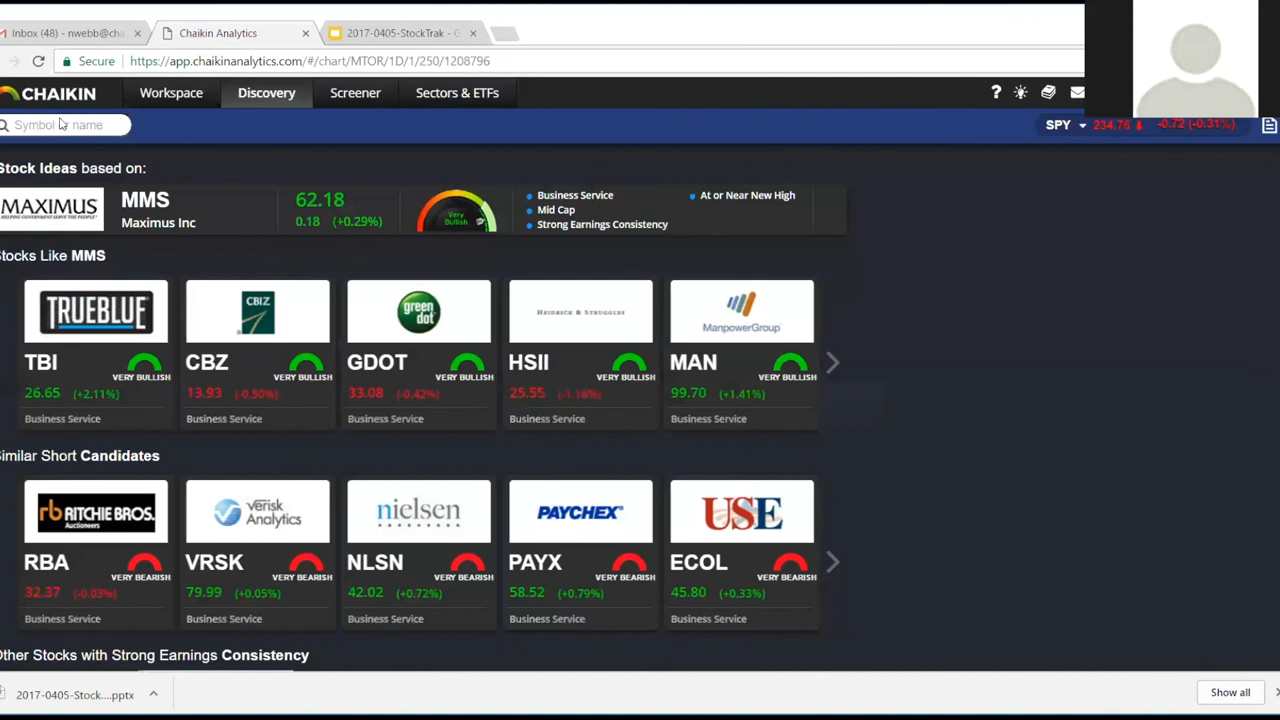 Inbox (48) - nwebb@cha
Chaikin Analytics
2017-0405-StockTrak - G
Secure
https://app.chaikinanalytics.com/#/chart/MTOR/1D/1/250/1208796
CHAIKIN
Workspace
Discovery
Screener
Sectors & ETFs
?
Symbol
name
SPY
234.76
-0.72 (-0.31%)
Stock Ideas based on:
MAXIMUS
HELPING GOVERNMENT SERVE THE PEOPLE
MMS
Maximus Inc
62.18
0.18 (+0.29%)
Very
Bullish
Business Service
Mid Cap
Strong Earnings Consistency
At or Near New High
Stocks Like MMS
TRUEBLUE
CBIZ
green
dot
HEIDRICK & STRUGGLES
ManpowerGroup
TBI
VERY BULLISH
26.65 (+2.11%)
Business Service
CBZ
VERY BULLISH
13.93 (-0.50%)
Business Service
GDOT
VERY BULLISH
33.08 (-0.42%)
Business Service
HSII
VERY BULLISH
25.55 (-1.16%)
Business Service
MAN
VERY BULLISH
99.70 (+1.41%)
Business Service
Similar Short Candidates
rb RITCHIE BROS.
Auctioneers
Verisk
Analytics
nielsen
PAYCHEX
USE
RBA
VERY BEARISH
32.37 (-0.03%)
Business Service
VRSK
VERY BEARISH
79.99 (+0.05%)
Business Service
NLSN
VERY BEARISH
42.02 (+0.72%)
Business Service
PAYX
VERY BEARISH
58.52 (+0.79%)
Business Service
ECOL
VERY BEARISH
45.80 (+0.33%)
Business Service
Other Stocks with Strong Earnings Consistency
2017-0405-Stock....pptx
Show all